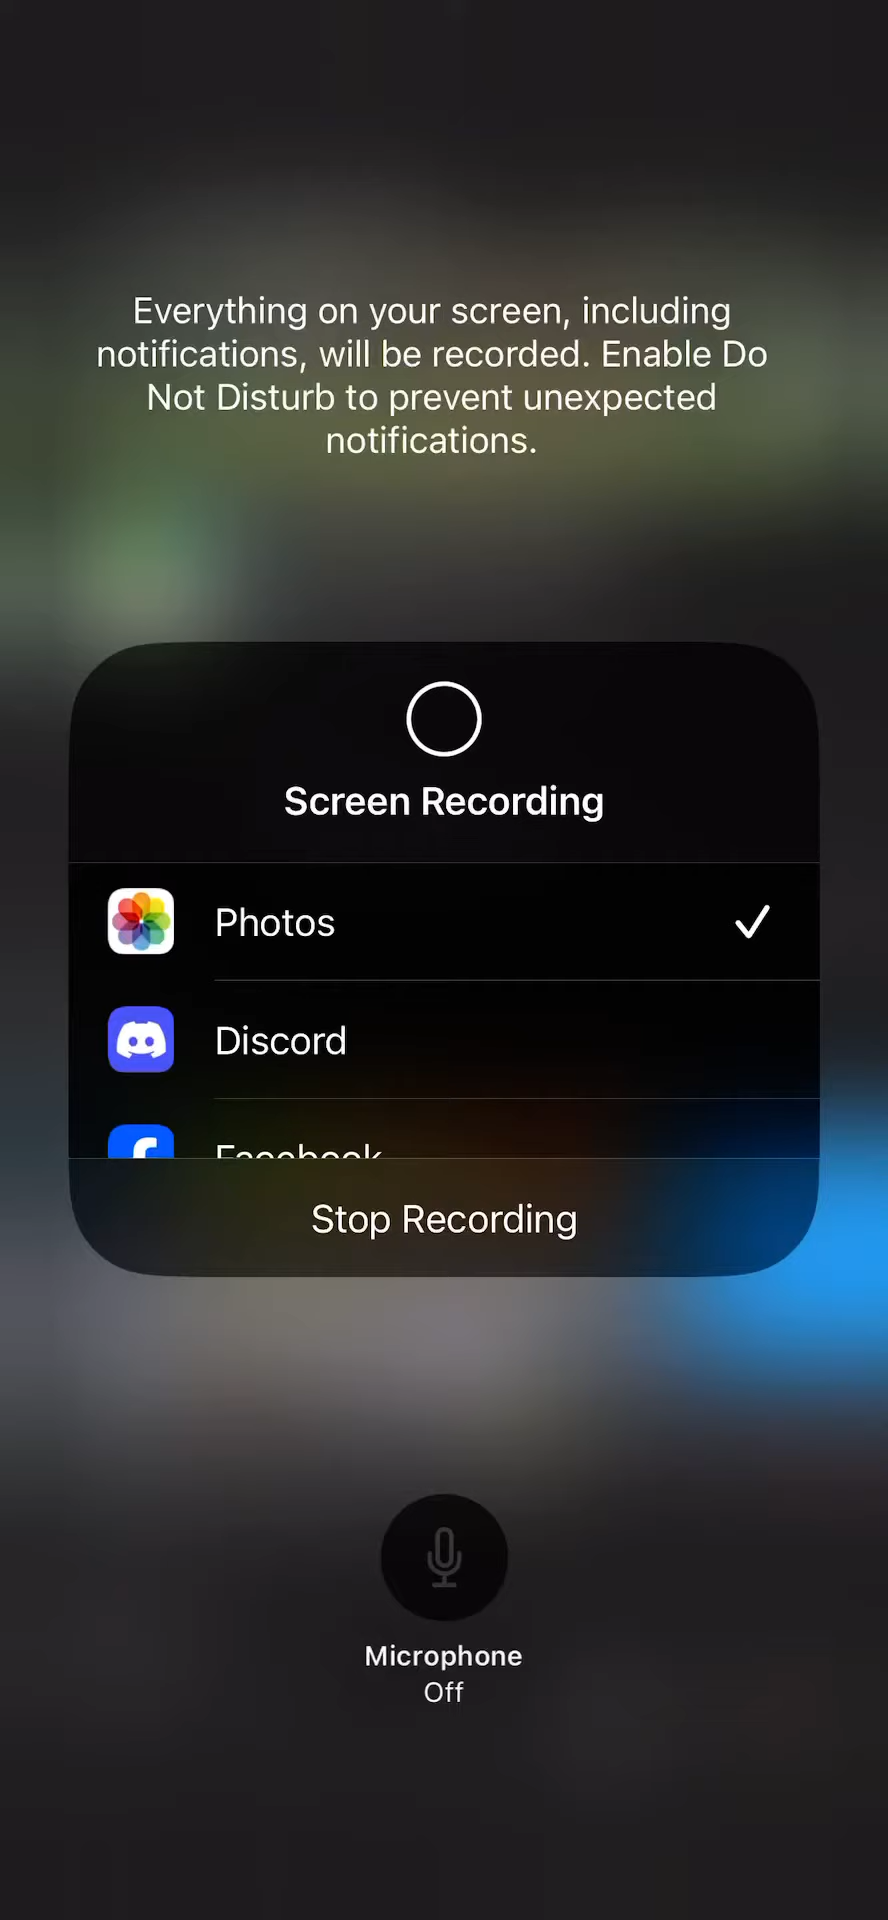 Everything on your screen, including
notifications, will be recorded. Enable Do
Not Disturb to prevent unexpected
notifications.
Screen Recording
Photos
Discord
Facebook
Stop Recording
Microphone
Off